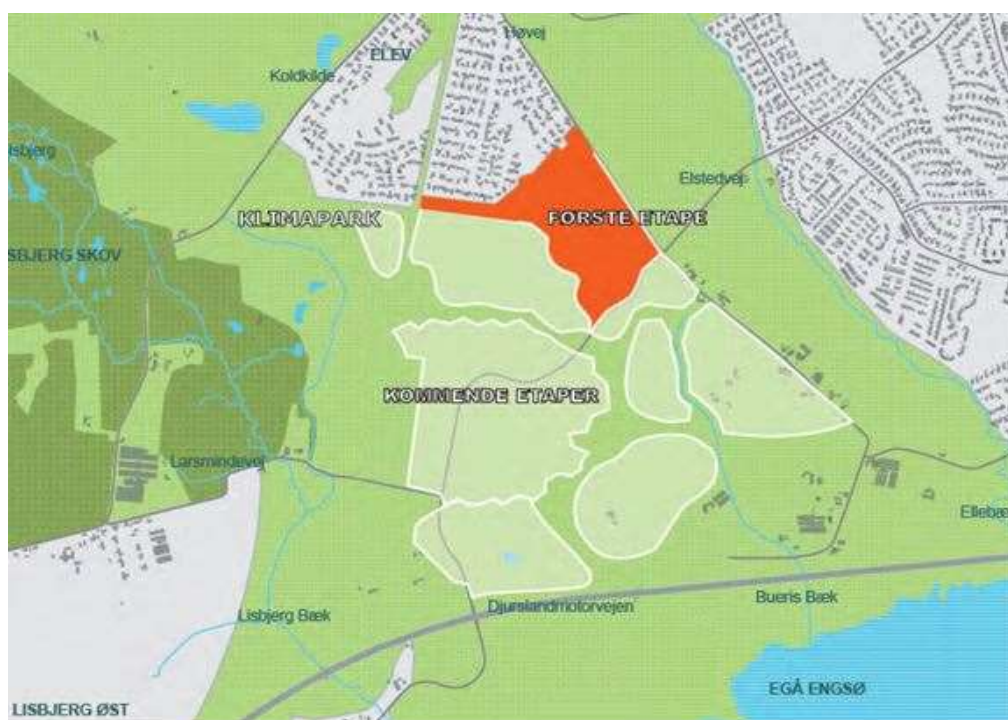 Høvej
ELEV
Koldkilde
Elstedvej
KLIMAPARK
FØRSTE ETAPE
SBJERG SKOV
KOMMENDE ETAPER
Larsmindevej
Djurslandmotorvejen
Bueris Bæk
Lisbjerg Bæk
EGÅ ENGSØ
LISBJERG ØST